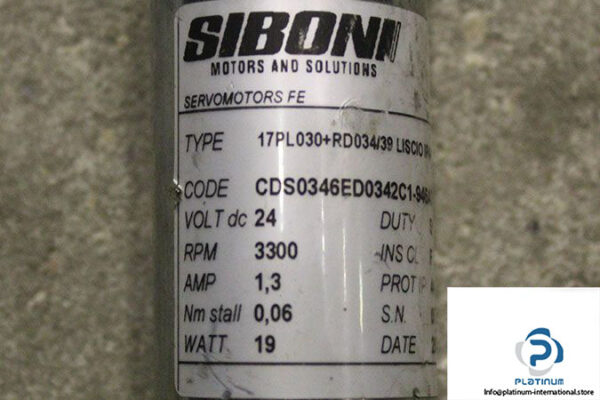 SIBONI
MOTORS AND SOLUTIONS
SERVOMOTORS FE
TYPE 17PL030+RD034/39 LISCIO
CODE
VOLT dc 24 DUTY
RPM 3300 INS CL F
AMP 1,3 PROT IP
Nm stall 0,06 S.N.
WATT 19 DATE
PLATINUM
Info@platinum-international.store